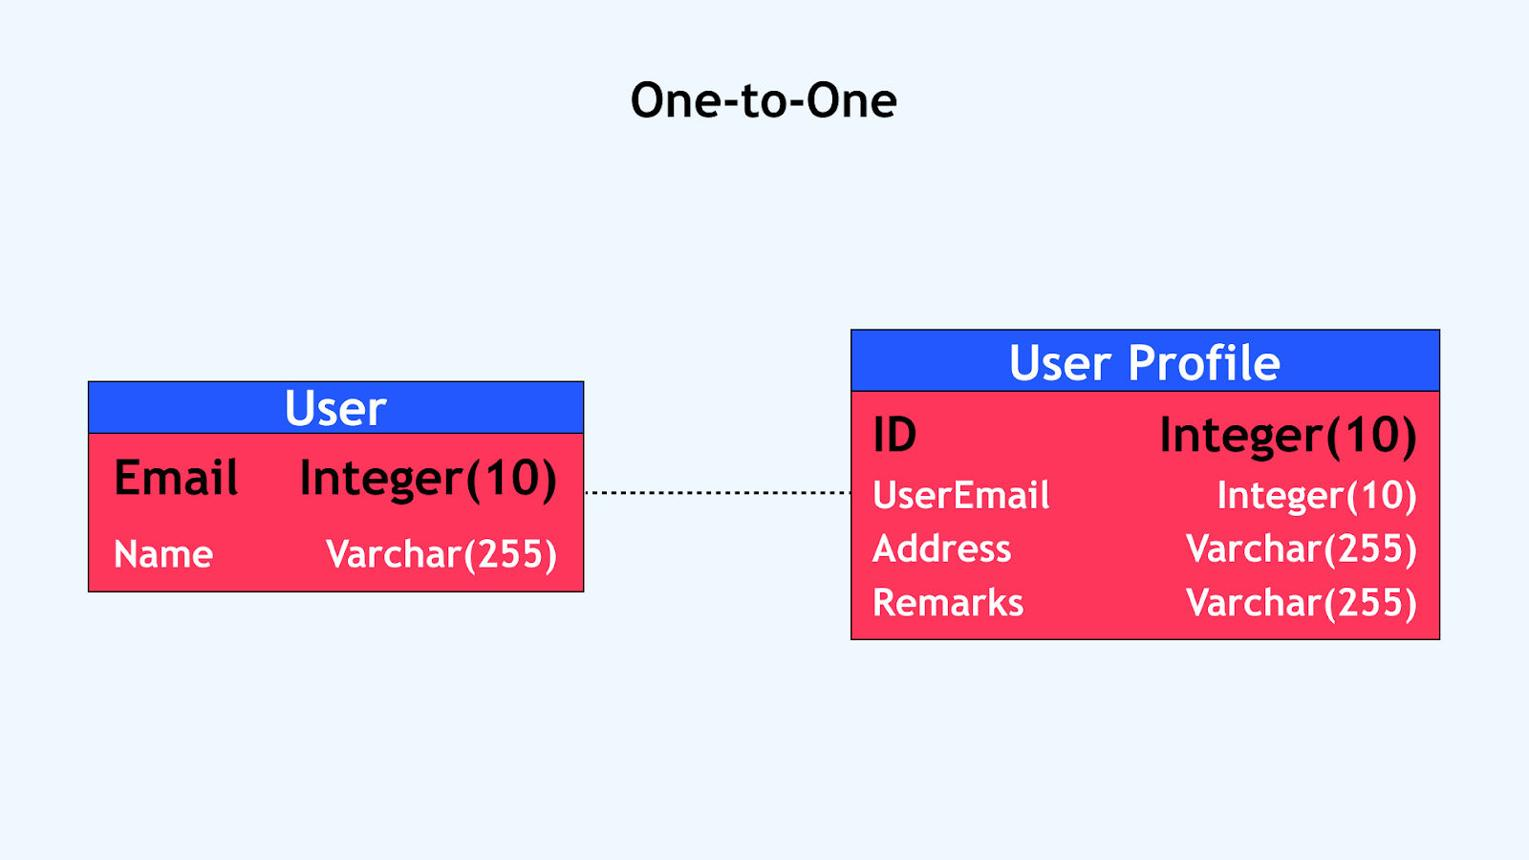 One-to-One
User
Email Integer(10)
Name Varchar(255)
User Profile
ID Integer(10)
UserEmail Integer(10)
Address Varchar(255)
Remarks Varchar(255)